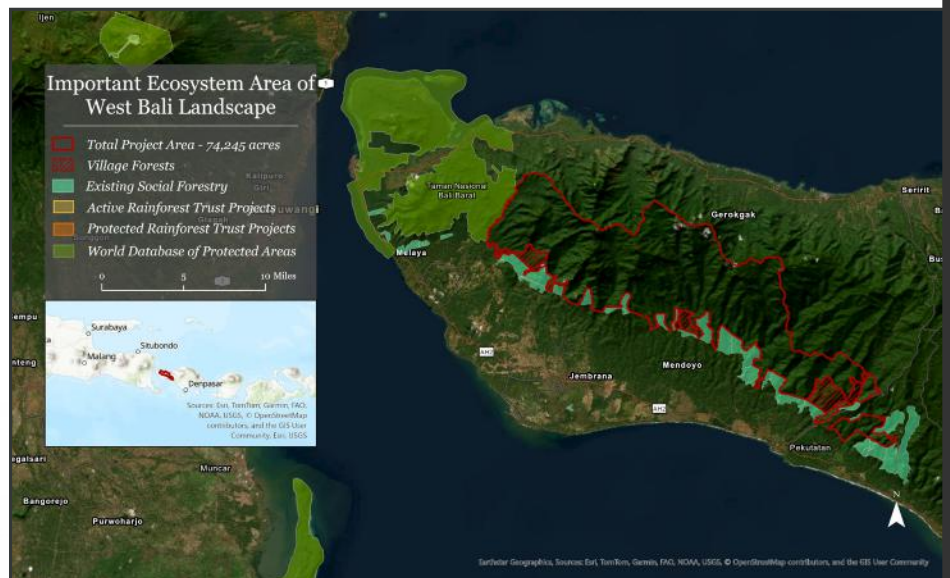 Ijen
Important Ecosystem Area of
West Bali Landscape
Total Project Area - 74,245 acres
Village Forests
Existing Social Forestry
Active Rainforest Trust Projects
Protected Rainforest Trust Projects
World Database of Protected Areas
0 5 10 Miles
Kalipuro
Giri
Surabaya
Situbondo
Malang
Denpasar
Sources: Esri, TomTom, Garmin, FAO,
NOAA, USGS, © OpenStreetMap
contributors, and the GIS User
Community, Esri, USGS
Taman Nasional
Bali Barat
Melaya
Gerokgak
Seririt
AH2
Jembrana
Mendoyo
AH2
Pekutatan
Muncar
Bangorejo
Purwoharjo
N
Earthstar Geographics, Sources: Esri, TomTom, Garmin, FAO, NOAA, USGS, © OpenStreetMap contributors, and the GIS User Community